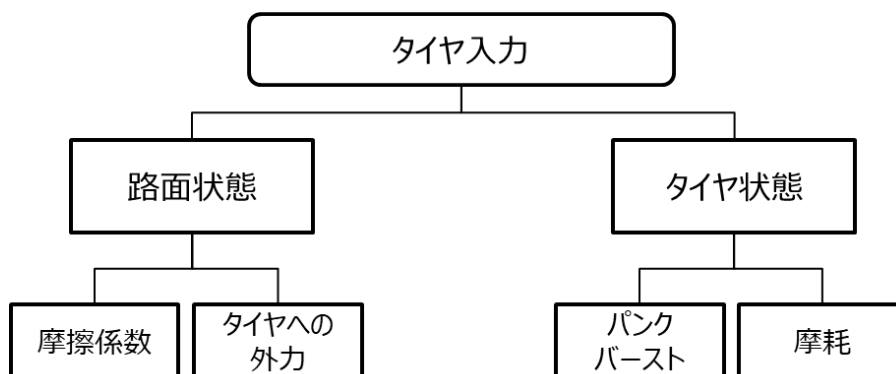 タイヤ入力
路面状態
タイヤ状態
摩擦係数
タイヤへの
外力
パンク
バースト
摩耗